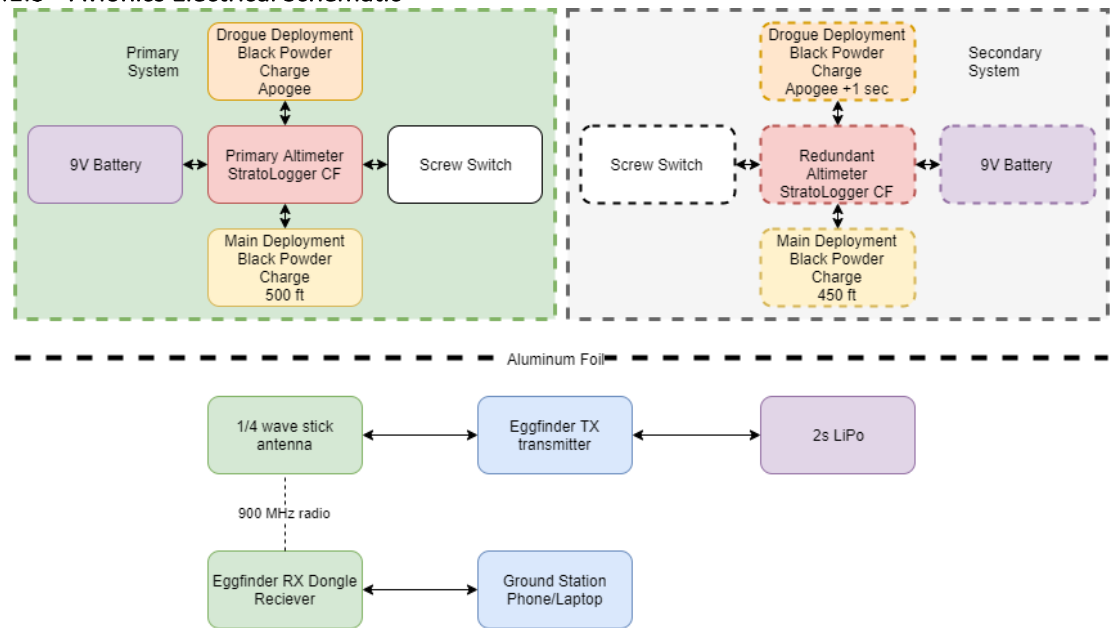 Avionics Electrical Schematic
Primary
System
Drogue Deployment
Black Powder
Charge
Apogee
9V Battery
Primary Altimeter
StratoLogger CF
Screw Switch
Main Deployment
Black Powder
Charge
500 ft
Drogue Deployment
Black Powder
Charge
Apogee +1 sec
Secondary
System
Screw Switch
Redundant
Altimeter
StratoLogger CF
9V Battery
Main Deployment
Black Powder
Charge
450 ft
Aluminum Foil
1/4 wave stick
antenna
Eggfinder TX
transmitter
2s LiPo
900 MHz radio
Eggfinder RX Dongle
Reciever
Ground Station
Phone/Laptop